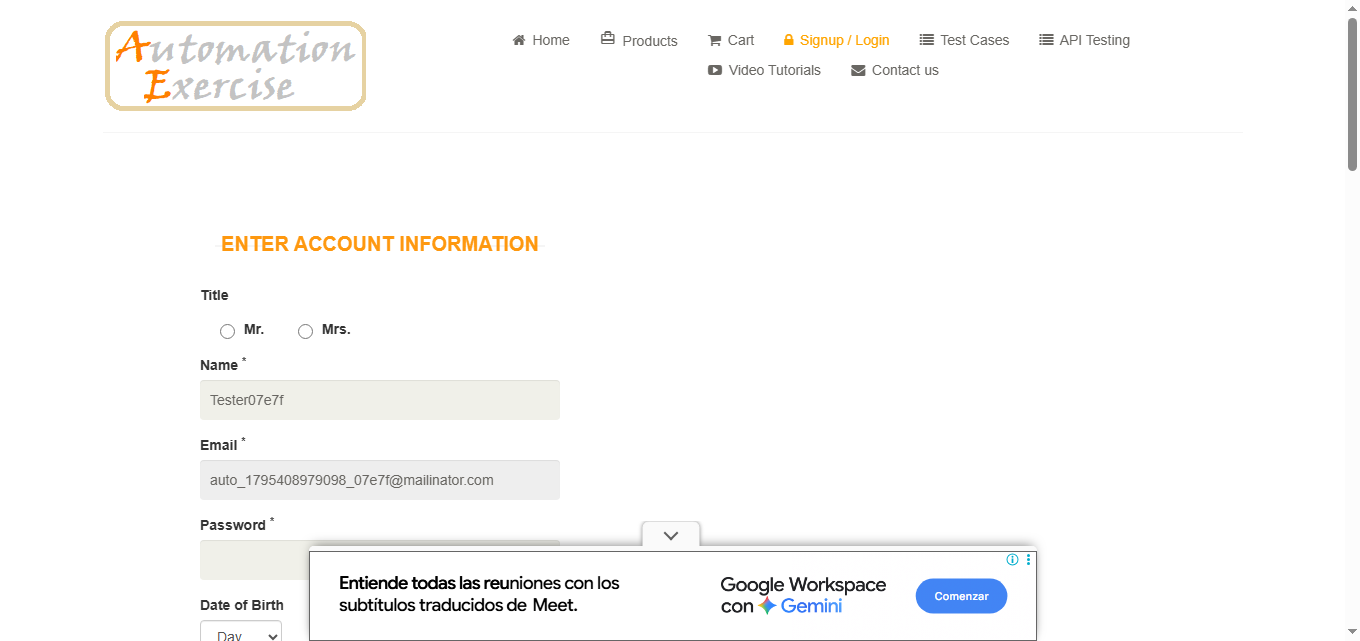 Automation
Exercise
Home
Products
Cart
Signup / Login
Test Cases
API Testing
Video Tutorials
Contact us
ENTER ACCOUNT INFORMATION
Title
Mr.
Mrs.
Name *
Tester07e7f
Email *
auto_1795408979098_07e7f@mailinator.com
Password *
Date of Birth
Day
Entiende todas las reuniones con los
subtítulos traducidos de Meet.
Google Workspace
con Gemini
Comenzar